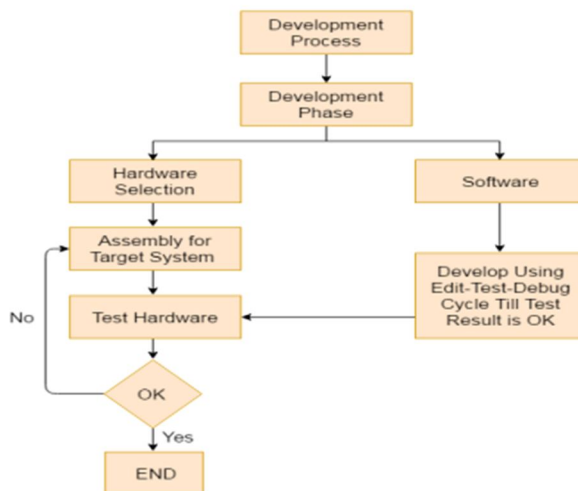 Development
Process
Development
Phase
Hardware
Selection
Software
Assembly for
Target System
Develop Using
Edit-Test-Debug
Cycle Till Test
Result is OK
No
Test Hardware
OK
Yes
END